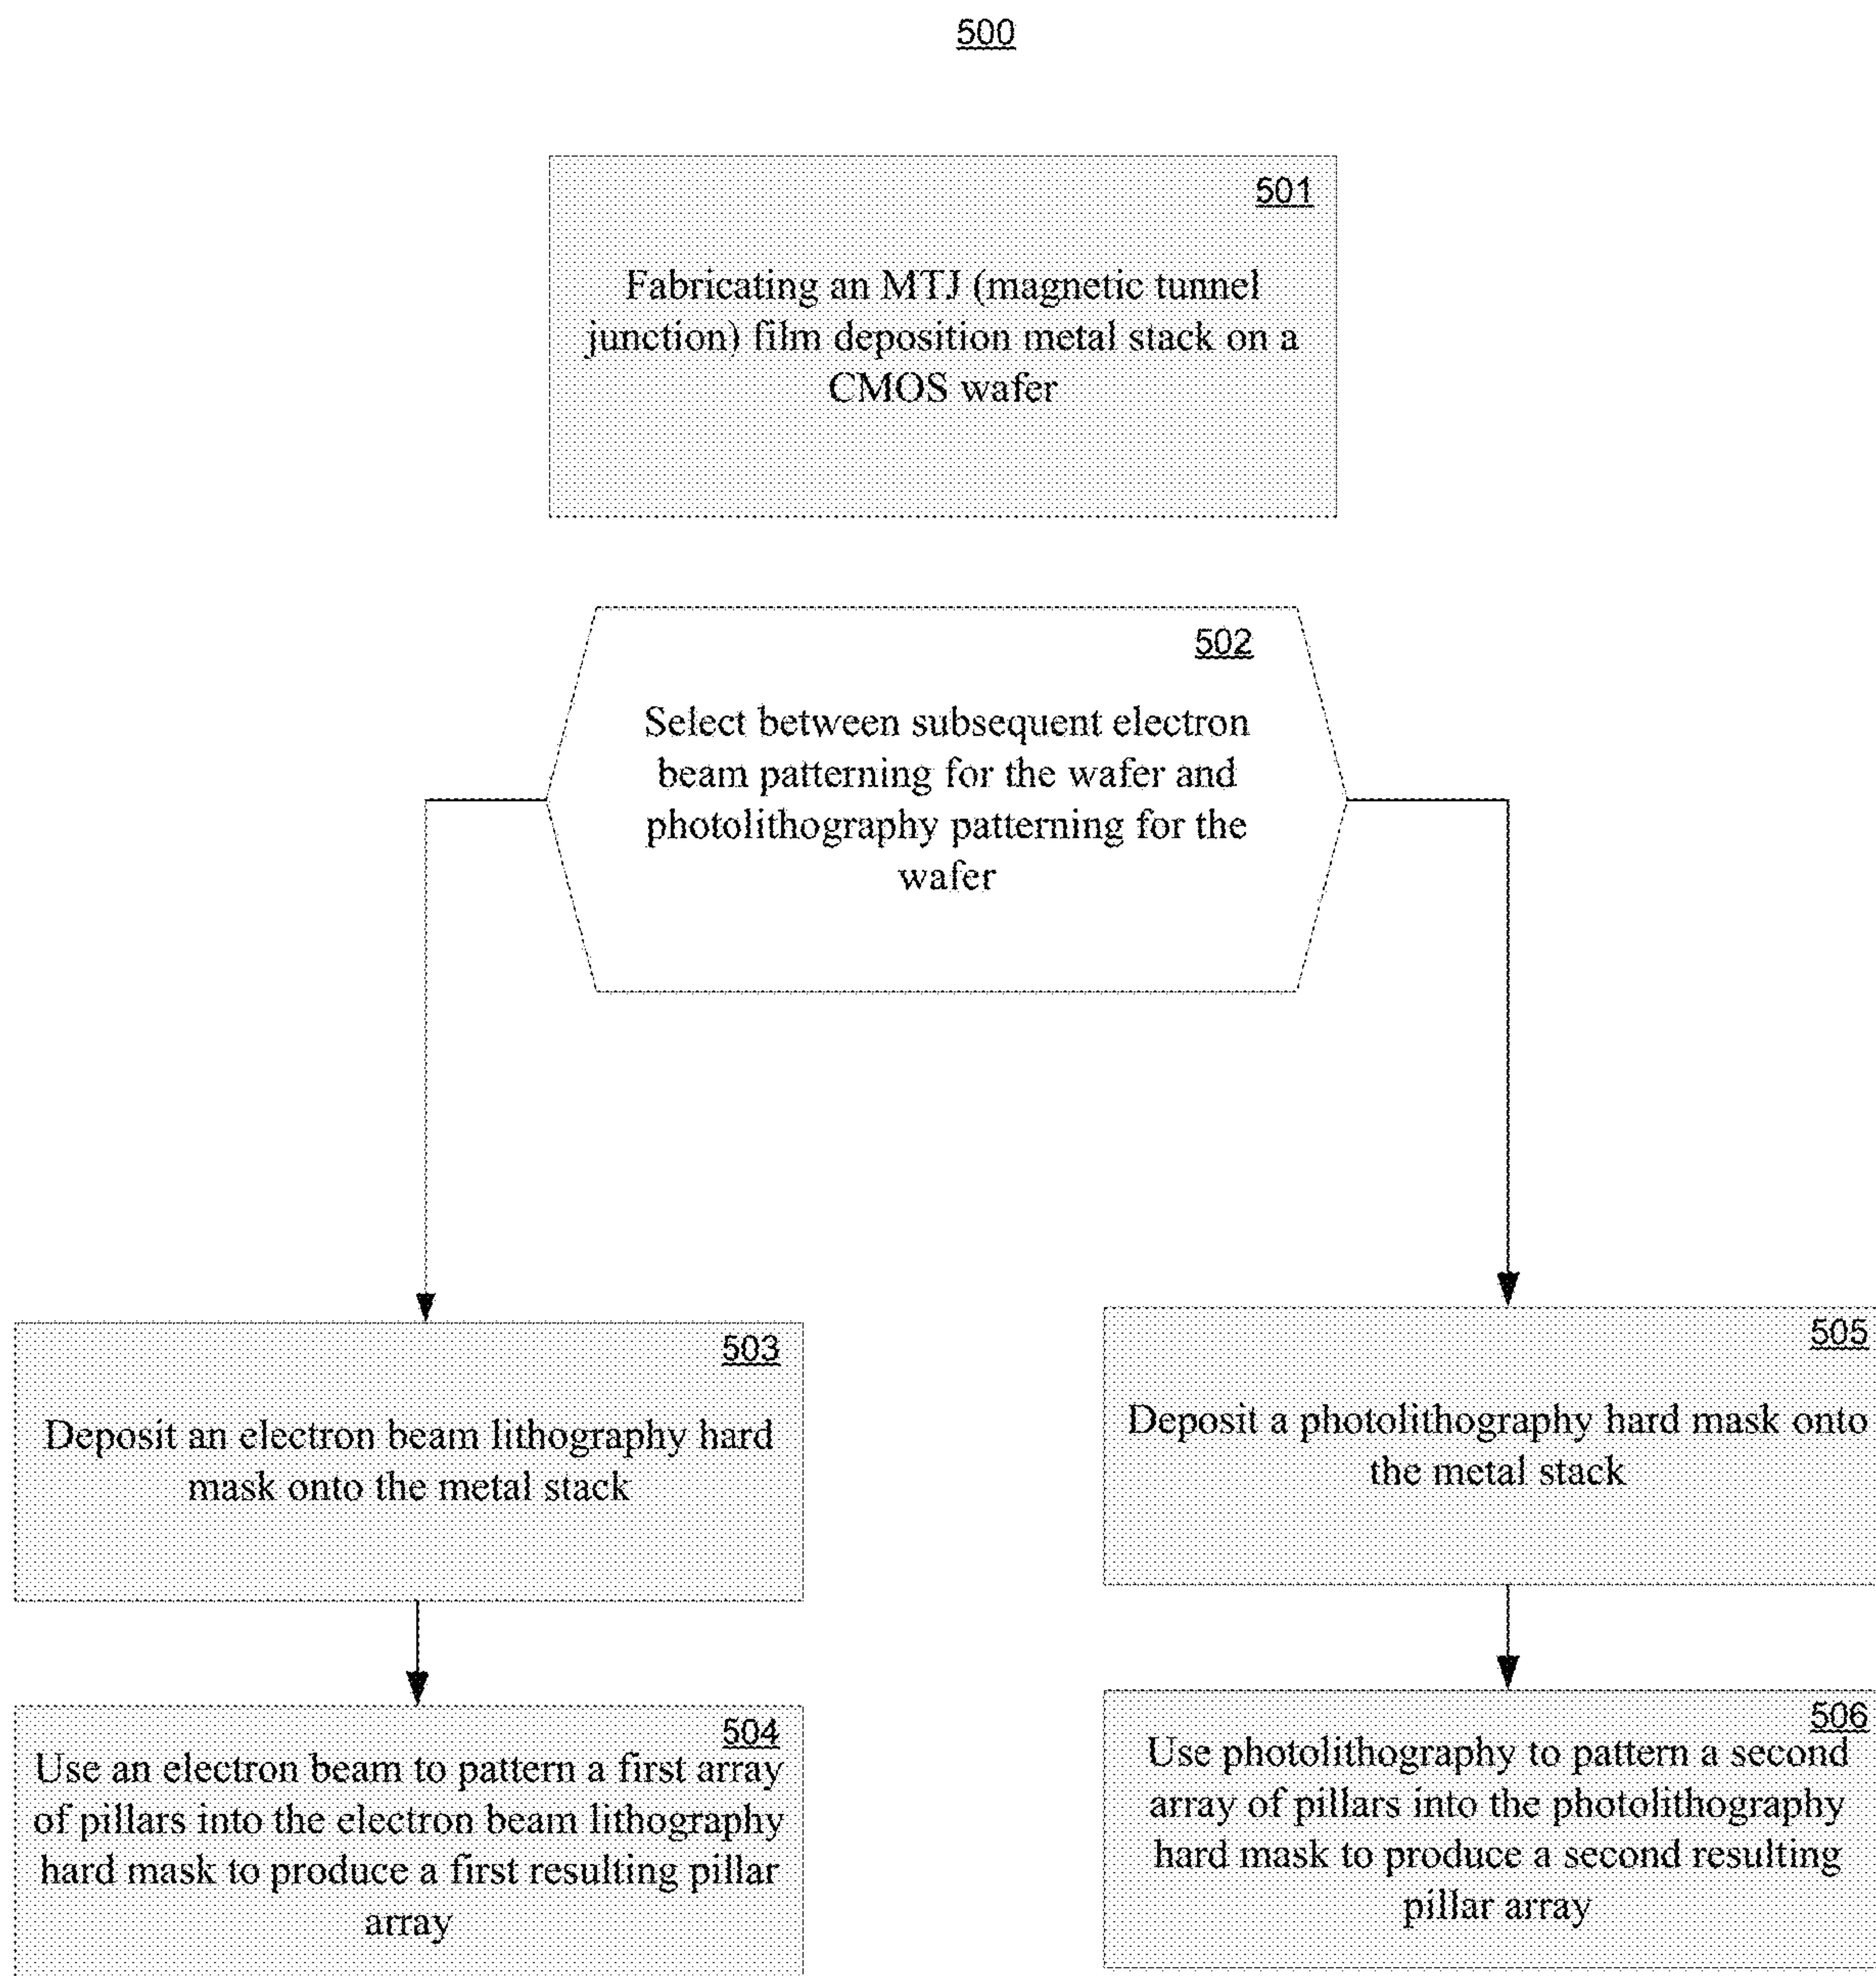 500
501
Fabricating an MTJ (magnetic tunnel
junction) film deposition metal stack on a
CMOS wafer
502
Select between subsequent electron
beam patterning for the wafer and
photolithography patterning for the
wafer
503
Deposit an electron beam lithography hard
mask onto the metal stack
505
Deposit a photolithography hard mask onto
the metal stack
504
Use an electron beam to pattern a first array
of pillars into the electron beam lithography
hard mask to produce a first resulting pillar
array
506
Use photolithography to pattern a second
array of pillars into the photolithography
hard mask to produce a second resulting
pillar array